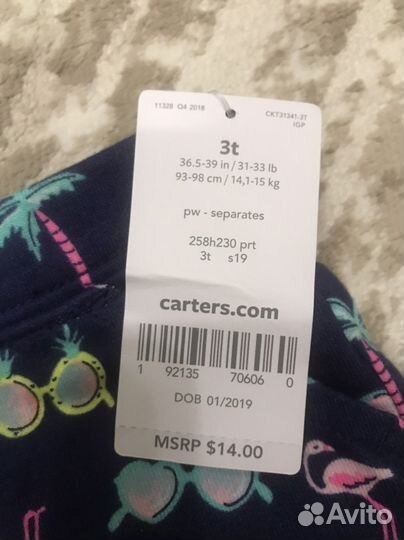 11328 Q4 2018 CKT31341-3T
IGP
3t
36.5-39 in / 31-33 lb
93-98 cm / 14,1-15 kg
pw - separates
258h230 prt
3t s19
carters.com
1 92135 70606 0
DOB 01/2019
MSRP $14.00
Avito